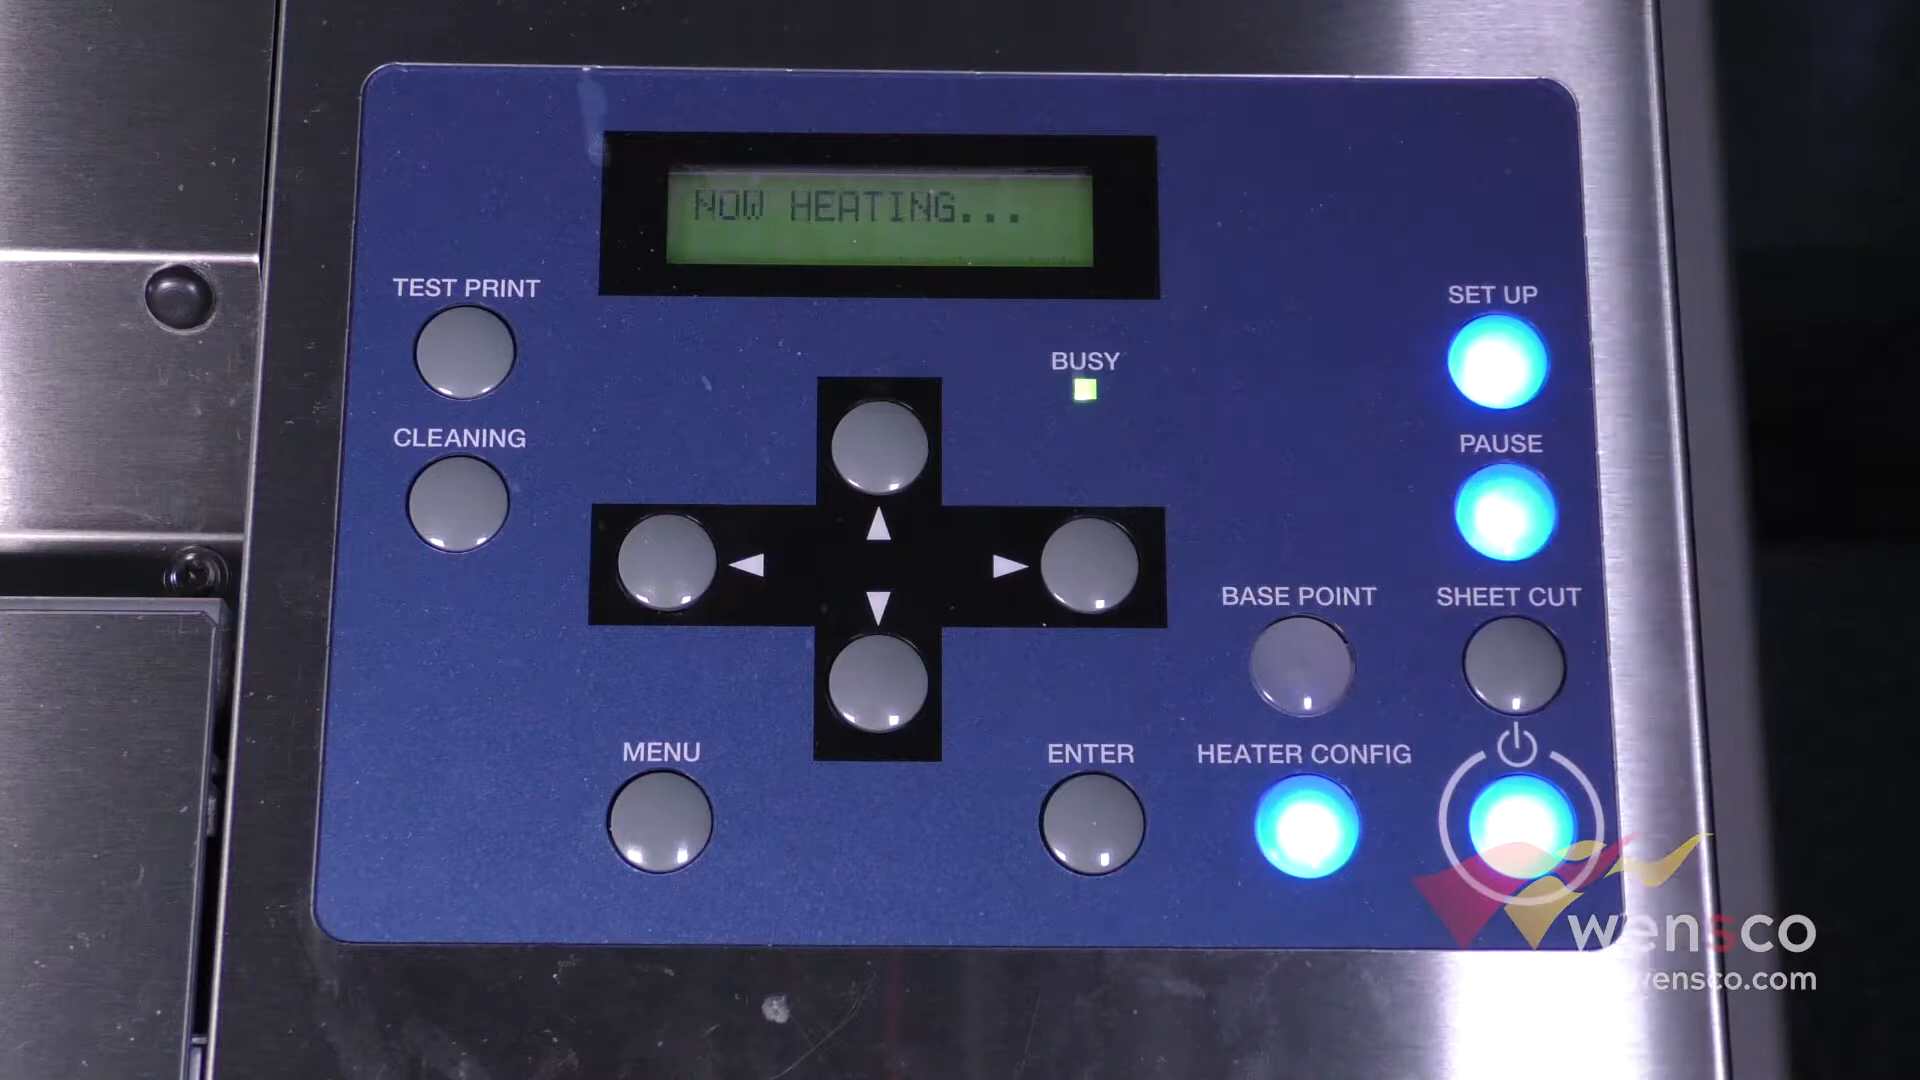 NOW HEATING...
TEST PRINT
SET UP
BUSY
CLEANING
PAUSE
BASE POINT
SHEET CUT
MENU
ENTER
HEATER CONFIG
wensco
wensco.com